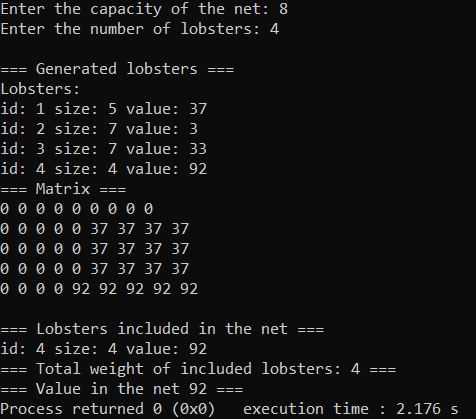 Enter the capacity of the net: 8
Enter the number of lobsters: 4
=== Generated lobsters ===
Lobsters:
id: 1 size: 5 value: 37
id: 2 size: 7 value: 3
id: 3 size: 7 value: 33
id: 4 size: 4 value: 92
=== Matrix ===
0 0 0 0 0 0 0 0 0
0 0 0 0 0 37 37 37 37
0 0 0 0 0 37 37 37 37
0 0 0 0 0 37 37 37 37
0 0 0 0 92 92 92 92 92
=== Lobsters included in the net ===
id: 4 size: 4 value: 92
=== Total weight of included lobsters: 4 ===
=== Value in the net 92 ===
Process returned 0 (0x0)   execution time : 2.176 s